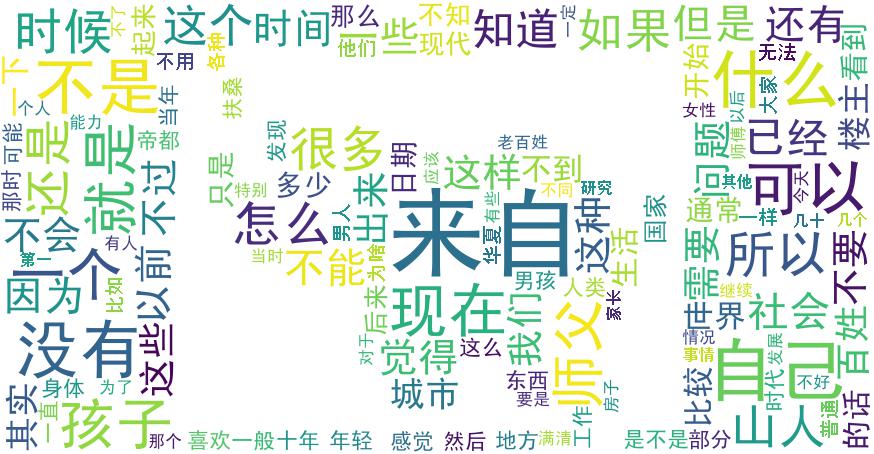 时候
这个
时间
那么
一些
他们
不知
现代
知道
一定
如果
但是
还有
起来
不了
各种
不用
一下
不是
当年
个人
能力
扶桑
开始
什么
无法
大家
看到
楼主
女性
以后
师傅
那时
可能
还是
就是
帝都
不过
只是
特别
发现
很多
多少
日期
老百姓
应该
这样
不到
不同
研究
问题
已经
可以
其他
今天
通常
一样
几十
几个
不会
有人
第一
一个
以前
当时
怎么
男人
出来
为啥
来自
华夏
有些
这种
国家
生活
需要
所以
不要
继续
因为
比如
不能
后来
现在
男孩
人类
家长
我们
世界
社会
百姓
没有
这些
对于
觉得
这么
师父
情况
事情
自己
发展
时代
不好
其实
身体
为了
一直
孩子
城市
东西
要是
房子
比较
山人
普通
的话
那个
喜欢
一般
十年
年轻
感觉
然后
地方
满清
工作
是不是
部分